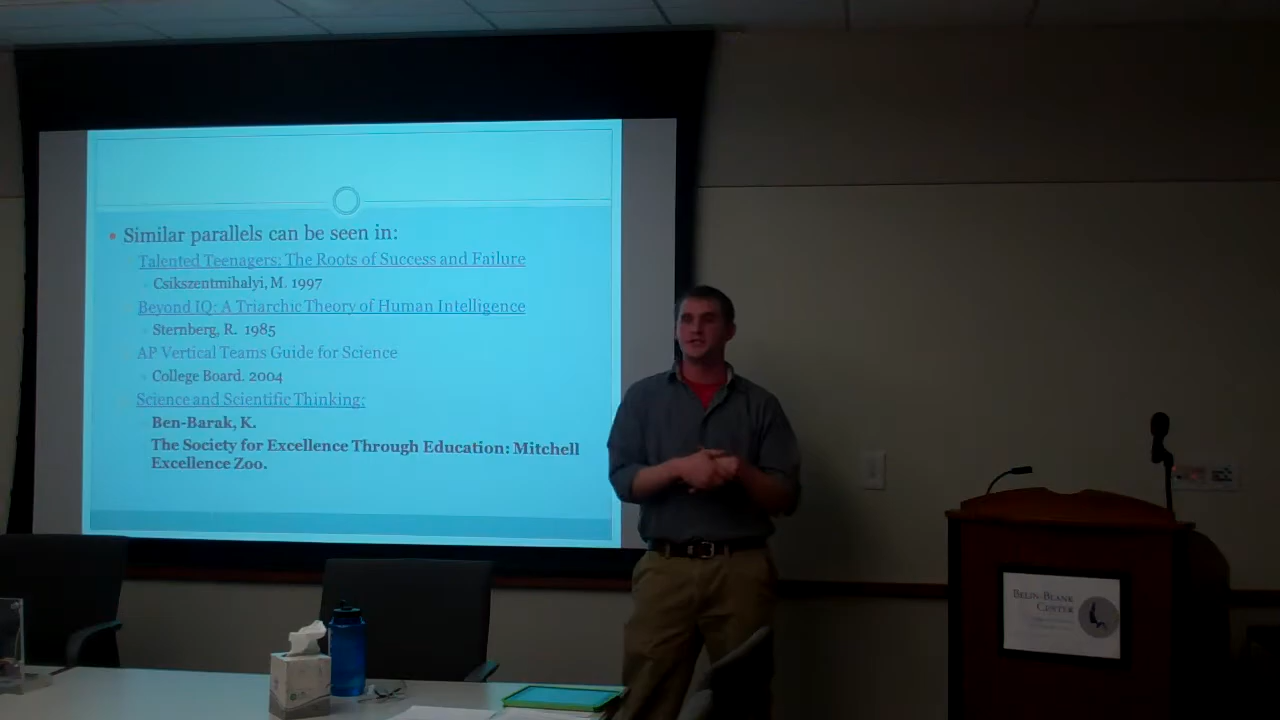 Similar parallels can be seen in:
Talented Teenagers: The Roots of Success and Failure
Csikszentmihalyi, M. 1997
Beyond IQ: A Triarchic Theory of Human Intelligence
Sternberg, R. 1985
AP Vertical Teams Guide for Science
College Board. 2004
Science and Scientific Thinking:
Ben-Barak, K.
The Society for Excellence Through Education: Mitchell
Excellence Zoo.
BELIN-BLANK
CENTER